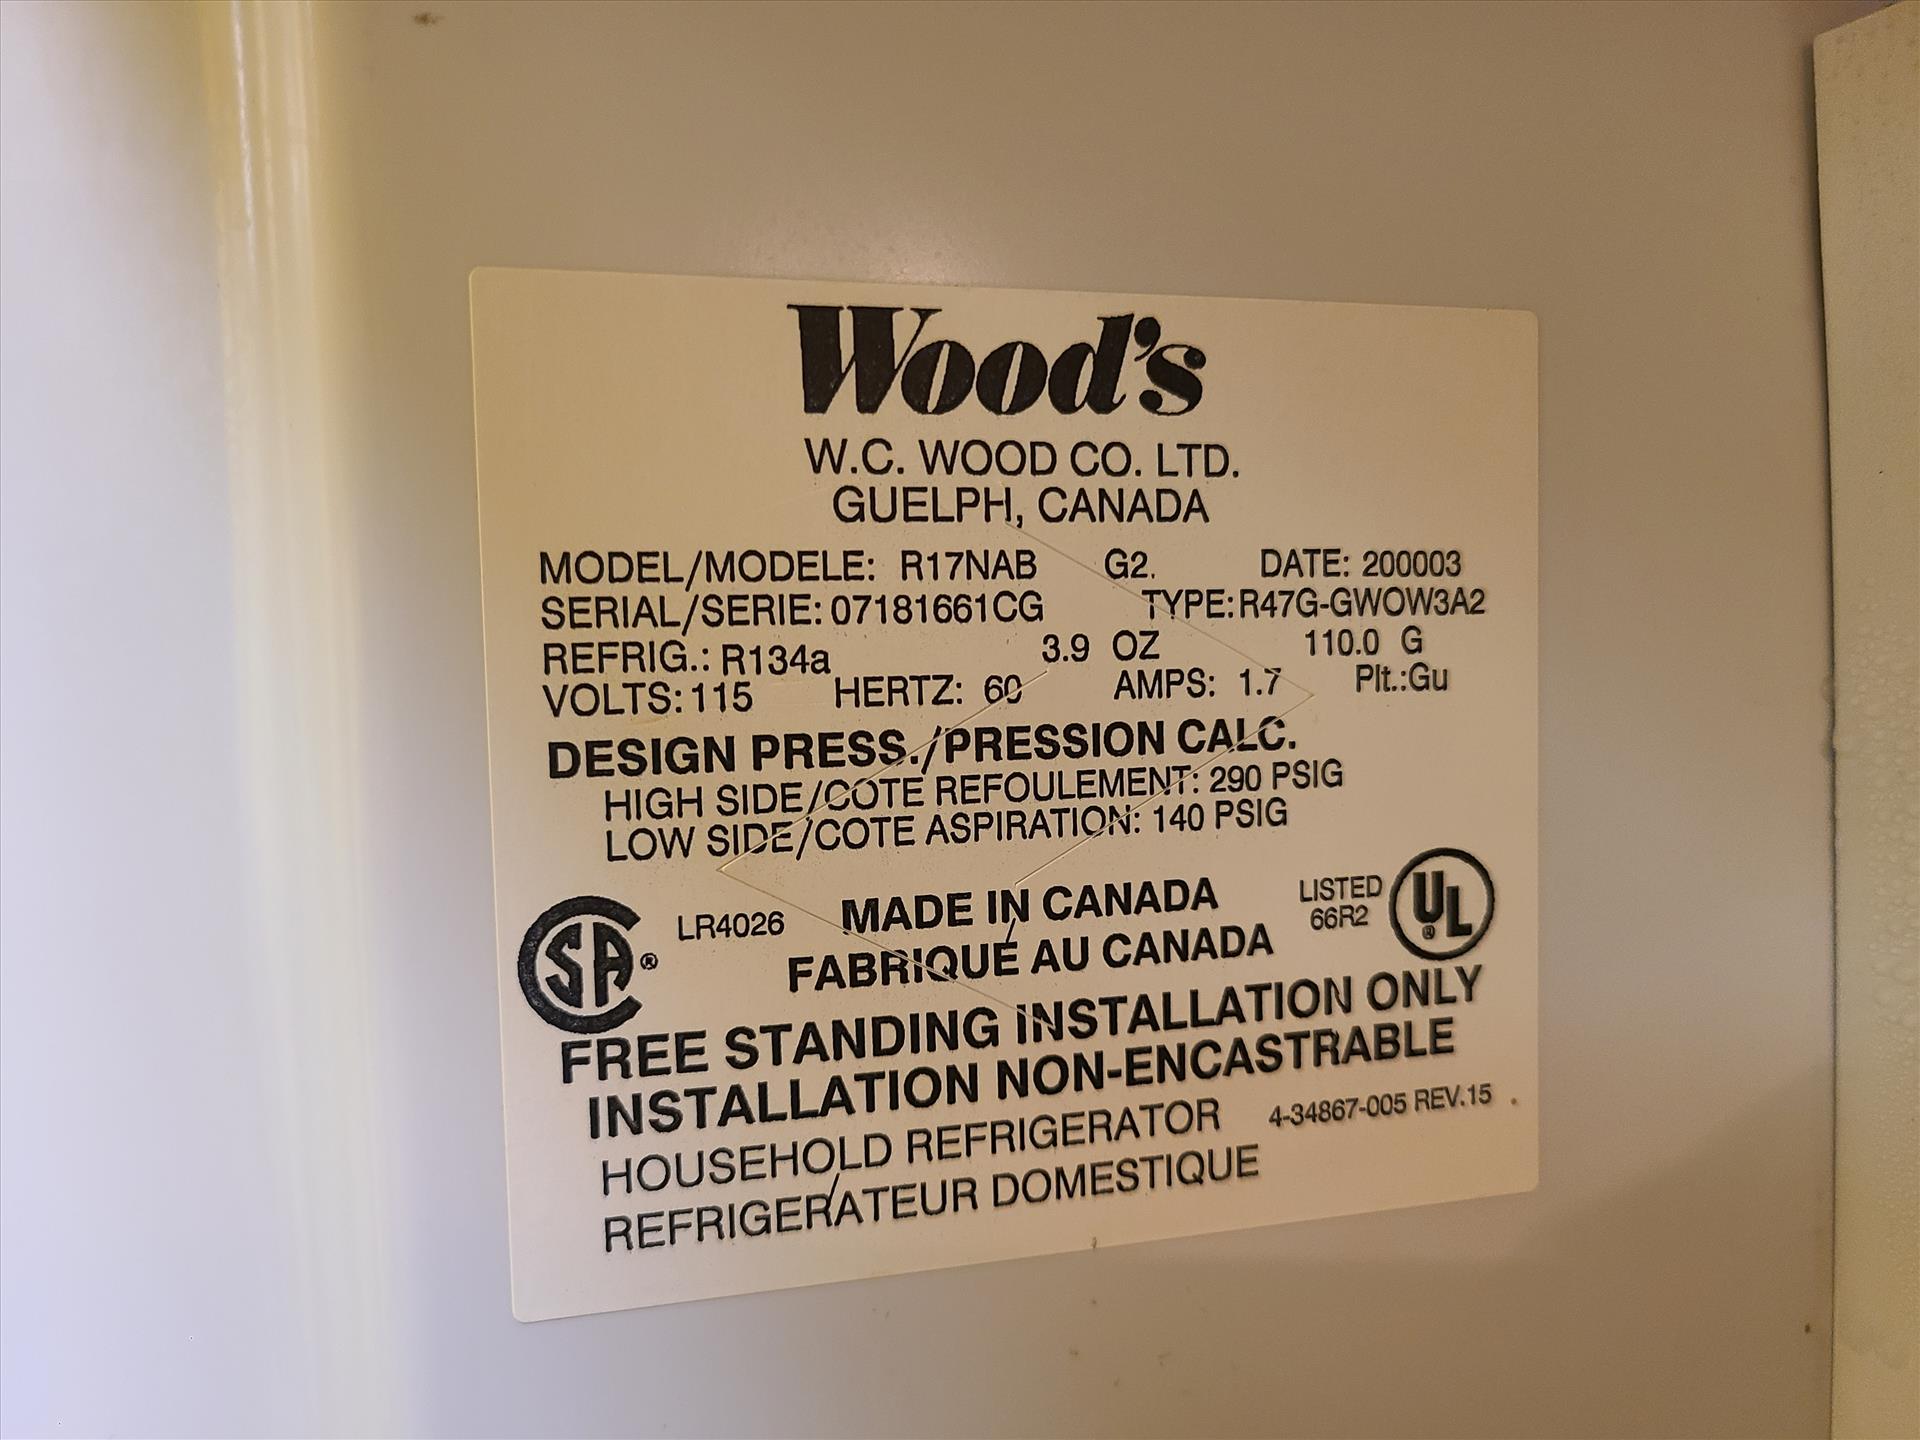 Wood's
W.C. WOOD CO. LTD.
GUELPH, CANADA
MODEL/MODELE: R17NAB G2. DATE: 200003
SERIAL/SERIE: 07181661CG TYPE: R47G-GWOW3A2
REFRIG.: R134a 3.9 OZ 110.0 G
VOLTS: 115 HERTZ: 60 AMPS: 1.7 Plt.:Gu
DESIGN PRESS./PRESSION CALC.
HIGH SIDE/COTE REFOULEMENT: 290 PSIG
LOW SIDE/COTE ASPIRATION: 140 PSIG
CSA® LR4026 MADE IN CANADA LISTED 66R2 UL®
FABRIQUÉ AU CANADA
FREE STANDING INSTALLATION ONLY
INSTALLATION NON-ENCASTRABLE
HOUSEHOLD REFRIGERATOR 4-34867-005 REV.15
REFRIGERATEUR DOMESTIQUE